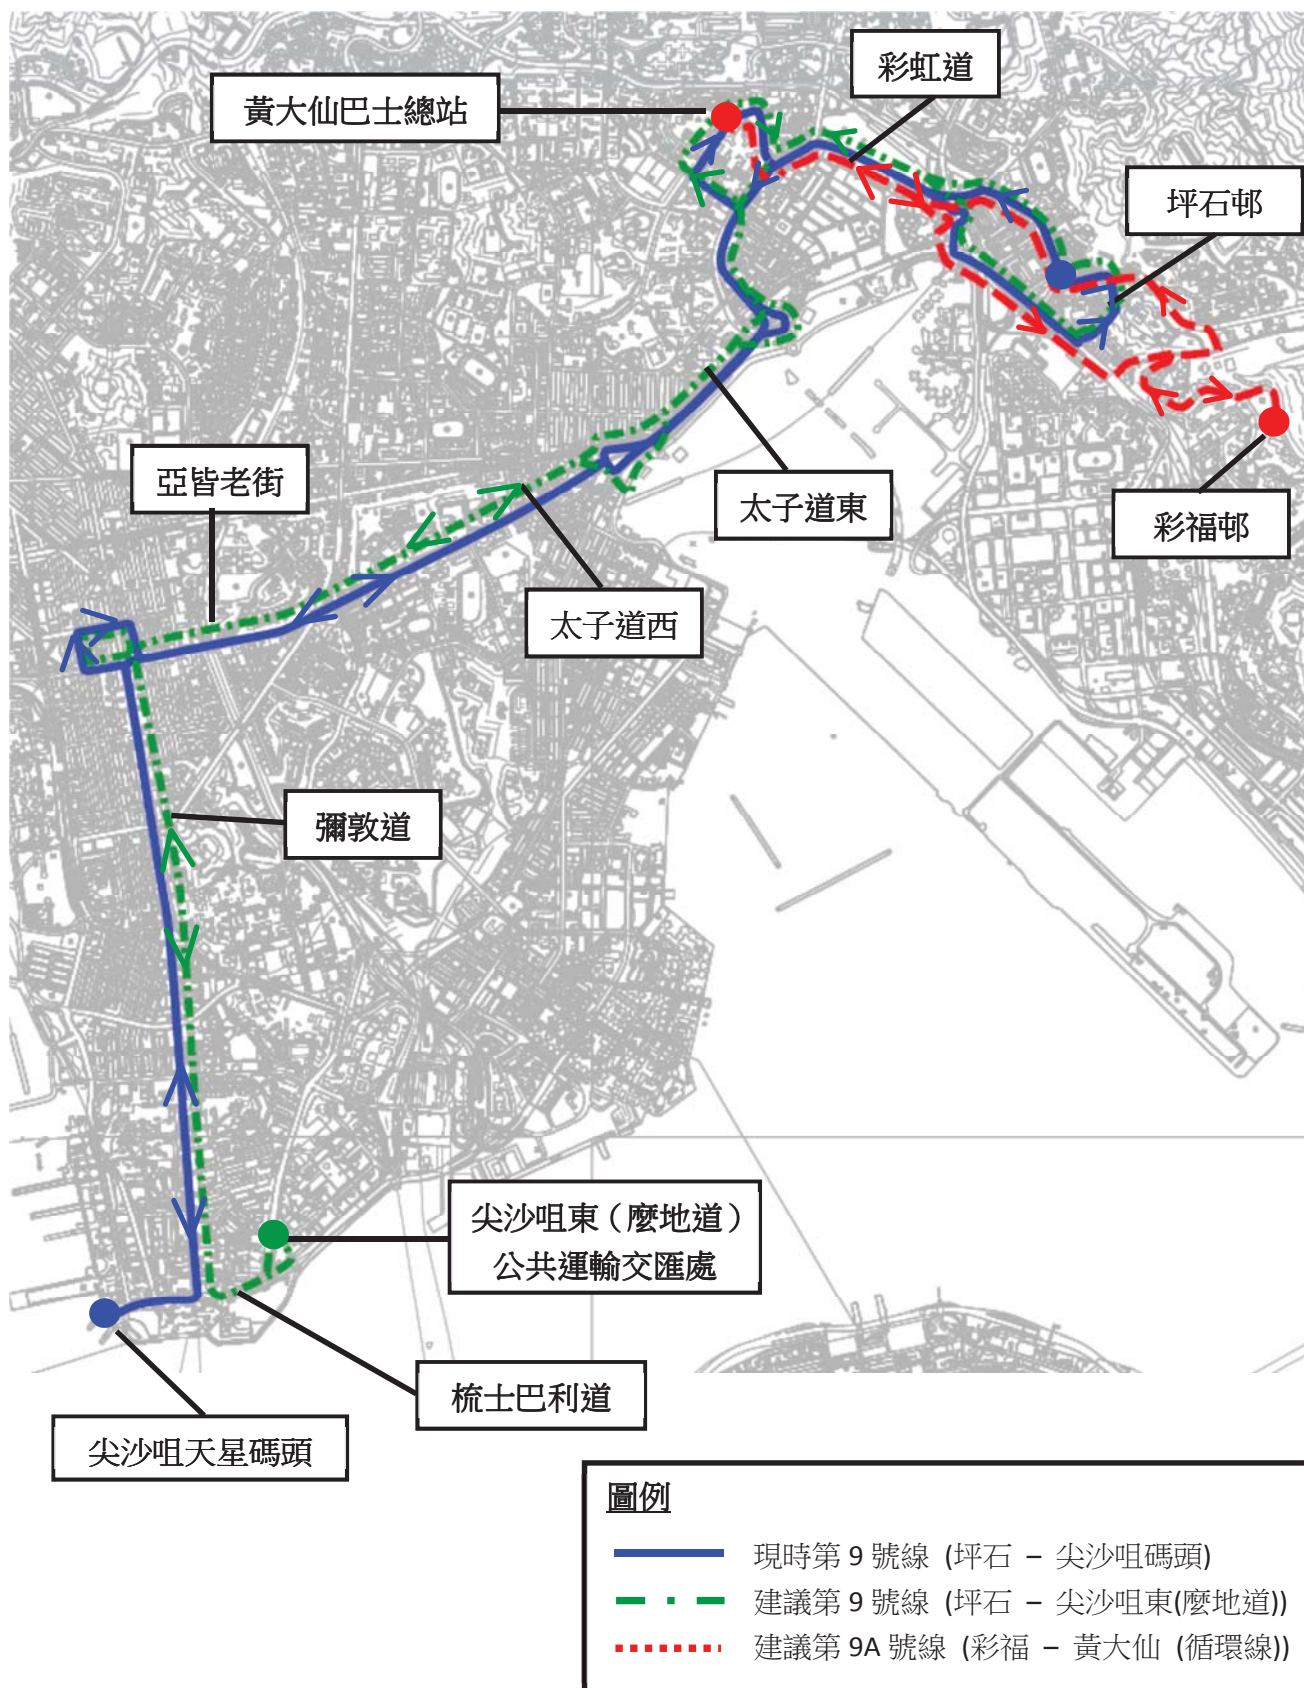 彩虹道
黃大仙巴士總站
坪石邨
亞皆老街
太子道東
彩福邨
太子道西
彌敦道
尖沙咀東（麼地道）
公共運輸交匯處
梳士巴利道
尖沙咀天星碼頭
圖例
現時第 9 號線 (坪石 – 尖沙咀碼頭)
建議第 9 號線 (坪石 – 尖沙咀東(麼地道))
建議第 9A 號線 (彩福 – 黃大仙 (循環線))